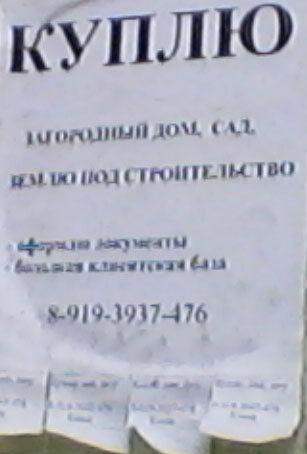 КУПЛЮ
ЗАГОРОДНЫЙ ДОМ, САД,
ЗЕМЛЮ ПОД СТРОИТЕЛЬСТВО
- оформлю документы
- большая клиентская база
8-919-3937-476